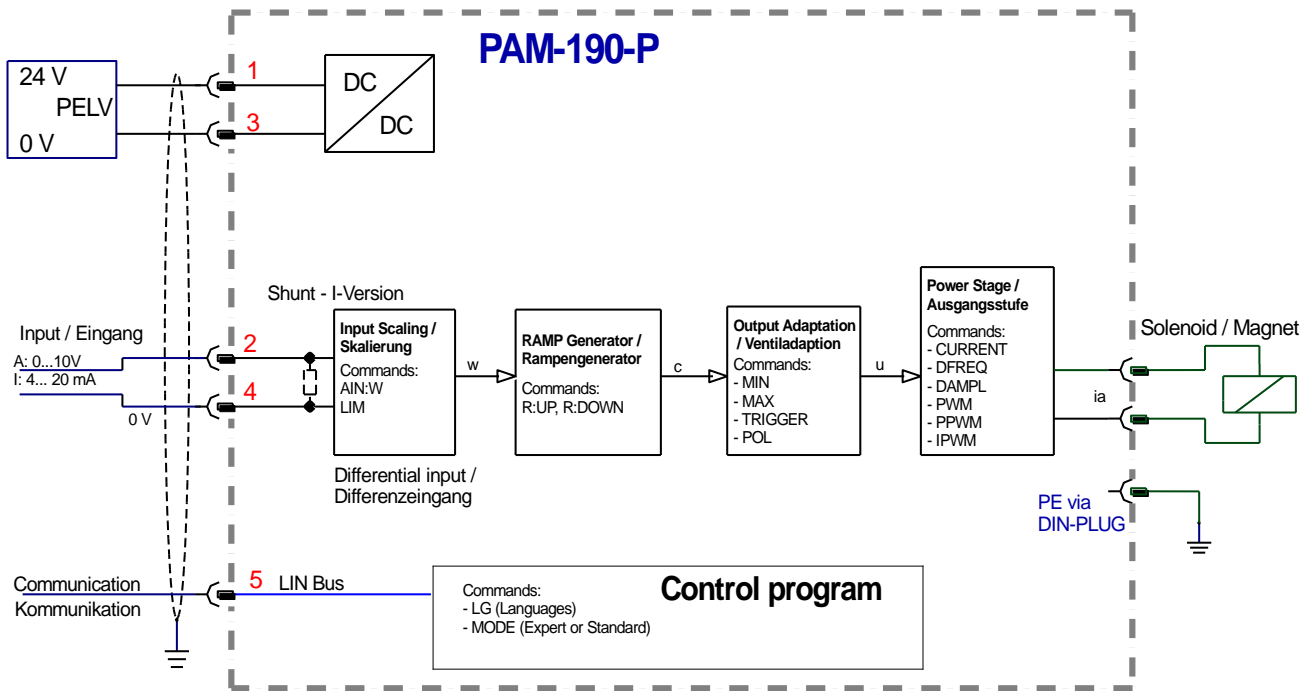 PAM-190-P
24 V
PELV
0 V
1
3
DC
DC
Shunt - I-Version
Input / Eingang
A: 0...10V
I: 4... 20 mA
0 V
2
4
Input Scaling /
Skalierung
Commands:
AIN:W
LIM
Differential input /
Differenzeingang
w
RAMP Generator /
Rampengenerator
Commands:
R:UP, R:DOWN
c
Output Adaptation
/ Ventiladaption
Commands:
- MIN
- MAX
- TRIGGER
- POL
u
Power Stage /
Ausgangsstufe
Commands:
- CURRENT
- DFREQ
- DAMPL
- PWM
- PPWM
- IPWM
ia
Solenoid / Magnet
PE via
DIN-PLUG
Communication
Kommunikation
5 LIN Bus
Control program
Commands:
- LG (Languages)
- MODE (Expert or Standard)